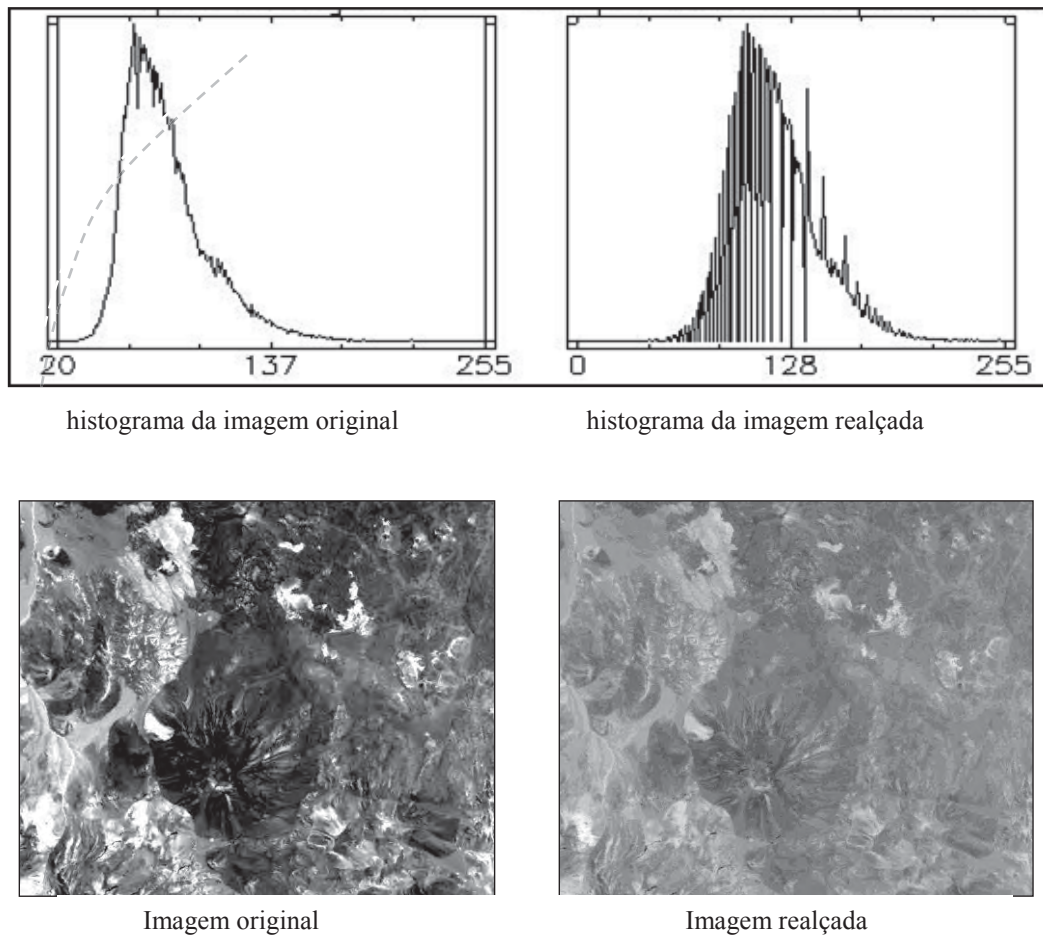 20 137 255 0 128 255
histograma da imagem original histograma da imagem realçada
Imagem original Imagem realçada